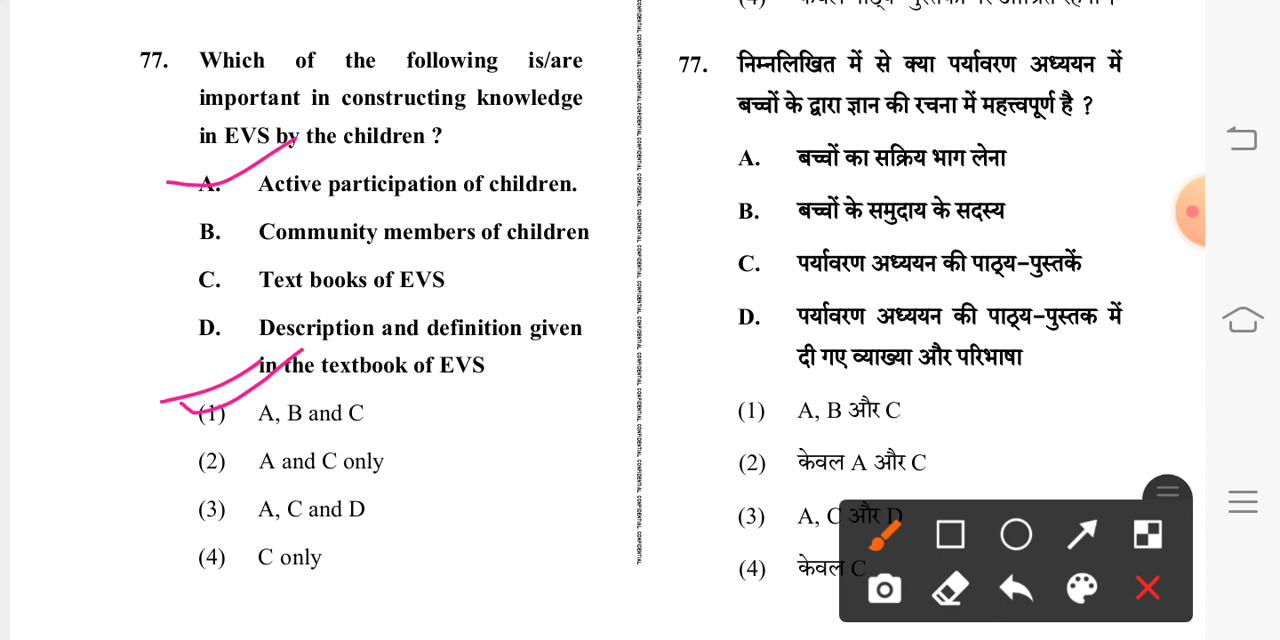 77. Which of the following is/are
important in constructing knowledge
in EVS by the children ?
A. Active participation of children.
B. Community members of children
C. Text books of EVS
D. Description and definition given
in the textbook of EVS
(1) A, B and C
(2) A and C only
(3) A, C and D
(4) C only
77. निम्नलिखित में से क्या पर्यावरण अध्ययन में
बच्चों के द्वारा ज्ञान की रचना में महत्त्वपूर्ण है ?
A. बच्चों का सक्रिय भाग लेना
B. बच्चों के समुदाय के सदस्य
C. पर्यावरण अध्ययन की पाठ्य-पुस्तकें
D. पर्यावरण अध्ययन की पाठ्य-पुस्तक में
दी गए व्याख्या और परिभाषा
(1) A, B और C
(2) केवल A और C
(3) A, C और D
(4) केवल C